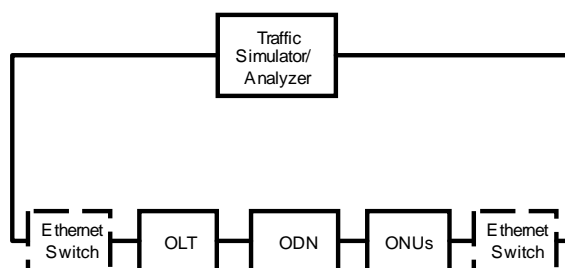 Traffic
Simulator/
Analyzer
Ethernet
Switch
OLT
ODN
ONUs
Ethernet
Switch